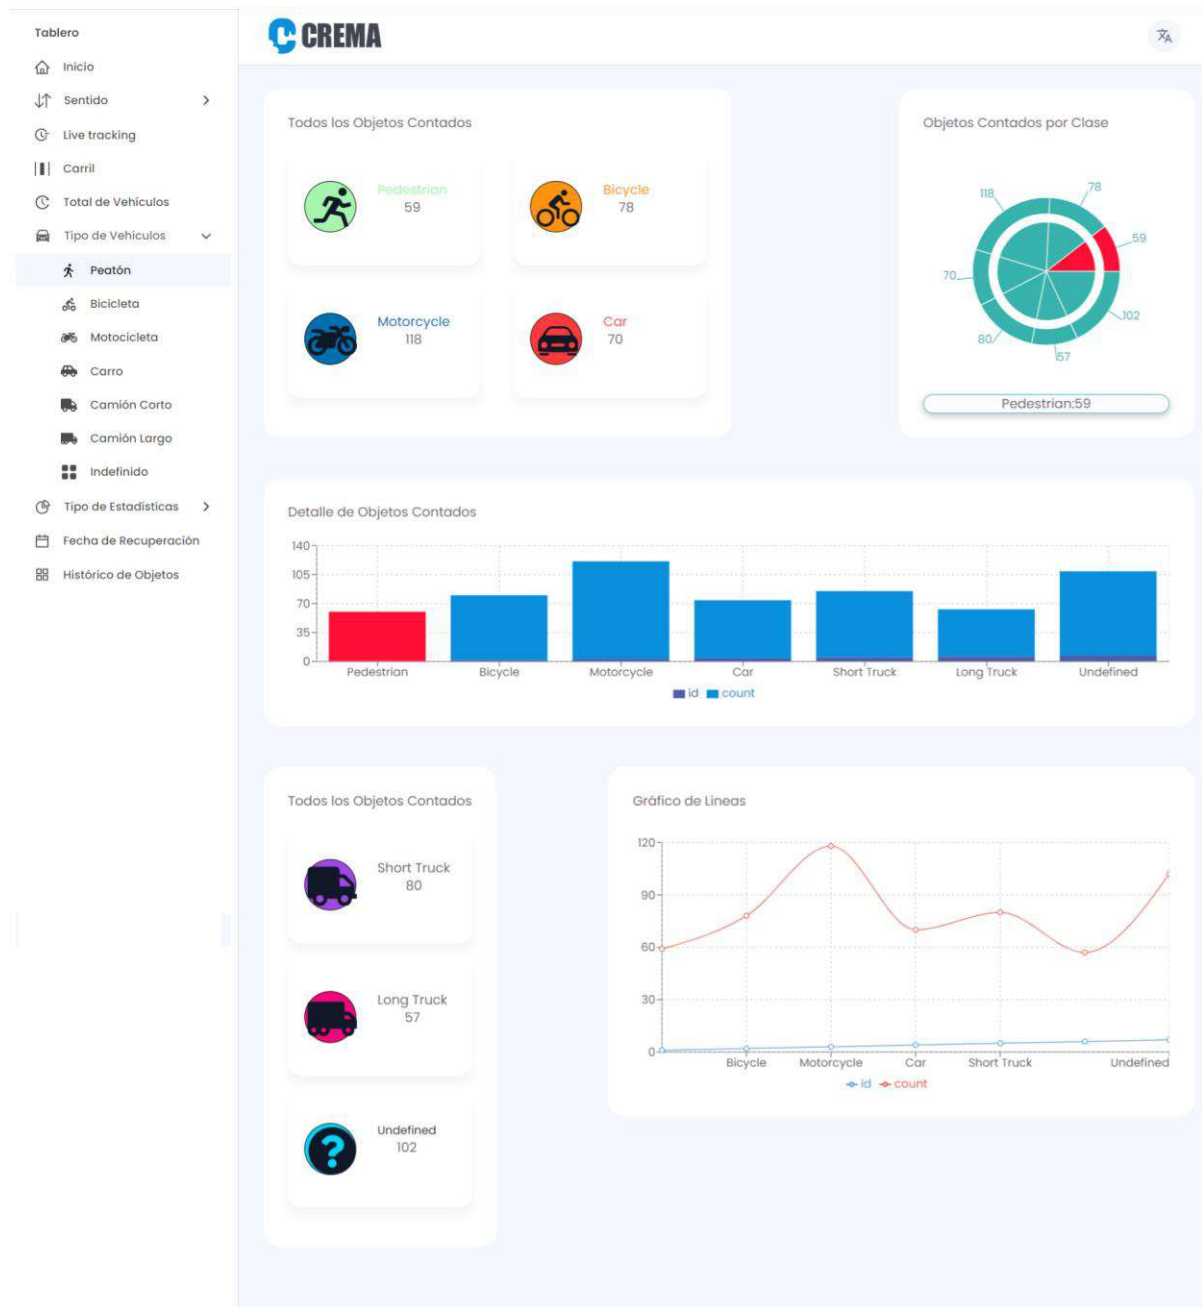 Tablero
Inicio
Sentido
Live tracking
Carril
Total de Vehículos
Tipo de Vehículos
Peatón
Bicicleta
Motocicleta
Carro
Camión Corto
Camión Largo
Indefinido
Tipo de Estadísticas
Fecha de Recuperación
Histórico de Objetos
CREMA
Todos los Objetos Contados
Pedestrian
59
Bicycle
78
Motorcycle
118
Car
70
Objetos Contados por Clase
118
78
59
70
102
80
57
Pedestrian:59
Detalle de Objetos Contados
140
105
70
35
0
Pedestrian Bicycle Motorcycle Car Short Truck Long Truck Undefined
id count
Todos los Objetos Contados
Short Truck
80
Long Truck
57
Undefined
102
Gráfico de Lineas
120
90
60
30
0
Bicycle Motorcycle Car Short Truck Undefined
id count